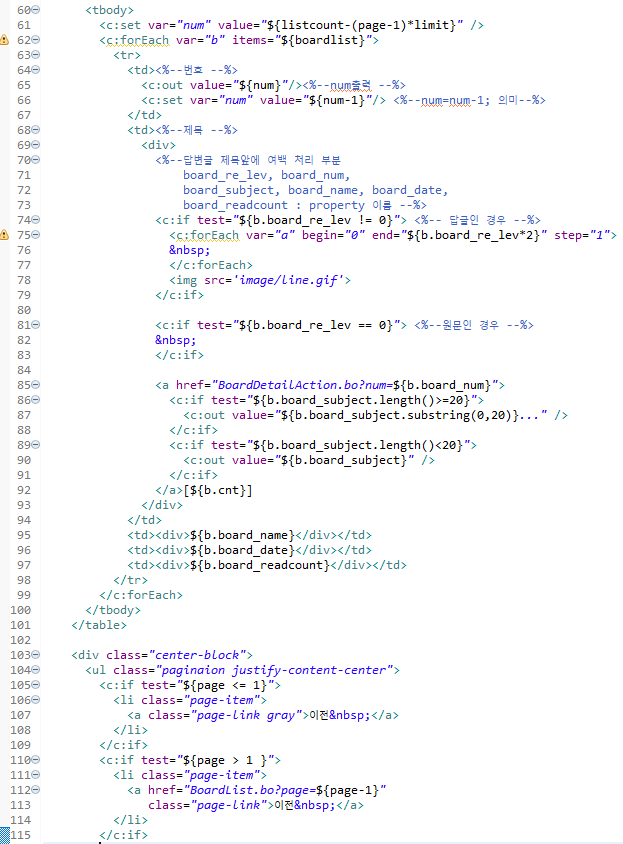 60 <tbody>
61 <c:set var="num" value="${listcount-(page-1)*limit}" />
62 <c:forEach var="b" items="${boardlist}">
63 <tr>
64 <td><%--번호 --%>
65 <c:out value="${num}"/><%--num출력 --%>
66 <c:set var="num" value="${num-1}"/> <%--num=num-1; 의미--%>
67 </td>
68 <td><%--제목 --%>
69 <div>
70 <%--답변글 제목앞에 여백 처리 부분
71 board_re_lev, board_num,
72 board_subject, board_name, board_date,
73 board_readcount : property 이름 --%>
74 <c:if test="${b.board_re_lev != 0}"> <%-- 답글인 경우 --%>
75 <c:forEach var="a" begin="0" end="${b.board_re_lev*2}" step="1">
76 &nbsp;
77 </c:forEach>
78 <img src='image/line.gif'>
79 </c:if>
80
81 <c:if test="${b.board_re_lev == 0}"> <%--원문인 경우 --%>
82 &nbsp;
83 </c:if>
84
85 <a href="BoardDetailAction.bo?num=${b.board_num}">
86 <c:if test="${b.board_subject.length()>=20}">
87 <c:out value="${b.board_subject.substring(0,20)}..." />
88 </c:if>
89 <c:if test="${b.board_subject.length()<20}">
90 <c:out value="${b.board_subject}" />
91 </c:if>
92 </a>[${b.cnt}]
93 </div>
94 </td>
95 <td><div>${b.board_name}</div></td>
96 <td><div>${b.board_date}</div></td>
97 <td><div>${b.board_readcount}</div></td>
98 </tr>
99 </c:forEach>
100 </tbody>
101 </table>
102
103 <div class="center-block">
104 <ul class="paginaion justify-content-center">
105 <c:if test="${page <= 1}">
106 <li class="page-item">
107 <a class="page-link gray">이전&nbsp;</a>
108 </li>
109 </c:if>
110 <c:if test="${page > 1 }">
111 <li class="page-item">
112 <a href="BoardList.bo?page=${page-1}"
113 class="page-link">이전&nbsp;</a>
114 </li>
115 </c:if>